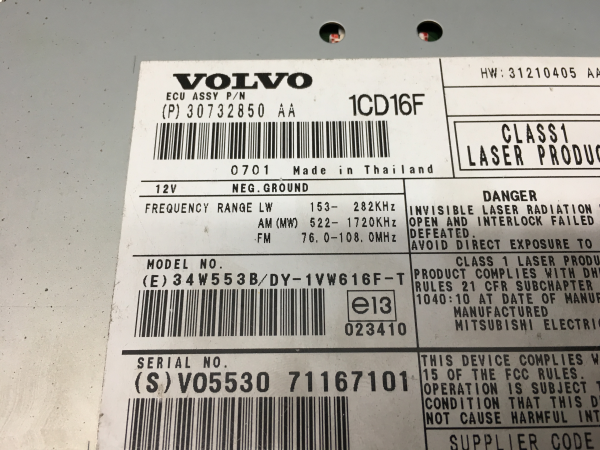 VOLVO
ECU ASSY P/N
(P) 30732850 AA
1CD16F
HW: 31210405 AA
CLASS1
LASER PRODUC
0701 Made in Thailand
12V NEG. GROUND
FREQUENCY RANGE LW 153- 282KHz
AM (MW) 522-1720KHz
FM 76.0-108.0MHz
DANGER
INVISIBLE LASER RADIATION
OPEN AND INTERLOCK FAILED
DEFEATED.
AVOID DIRECT EXPOSURE TO
MODEL NO.
(E) 34W553B/DY-1VW616F-T
e13
023410
CLASS 1 LASER PRODUC
PRODUCT COMPLIES WITH DHH
RULES 21 CFR SUBCHAPTER
1040:10 AT DATE OF MANUF
MANUFACTURED
MITSUBISHI ELECTRIC
SERIAL NO.
(S) V05530 71167101
THIS DEVICE COMPLIES W
15 OF THE FCC RULES.
OPERATION IS SUBJECT T
CONDITION THAT THIS D
NOT CAUSE HARMFUL INT
SUPPLIER CODE